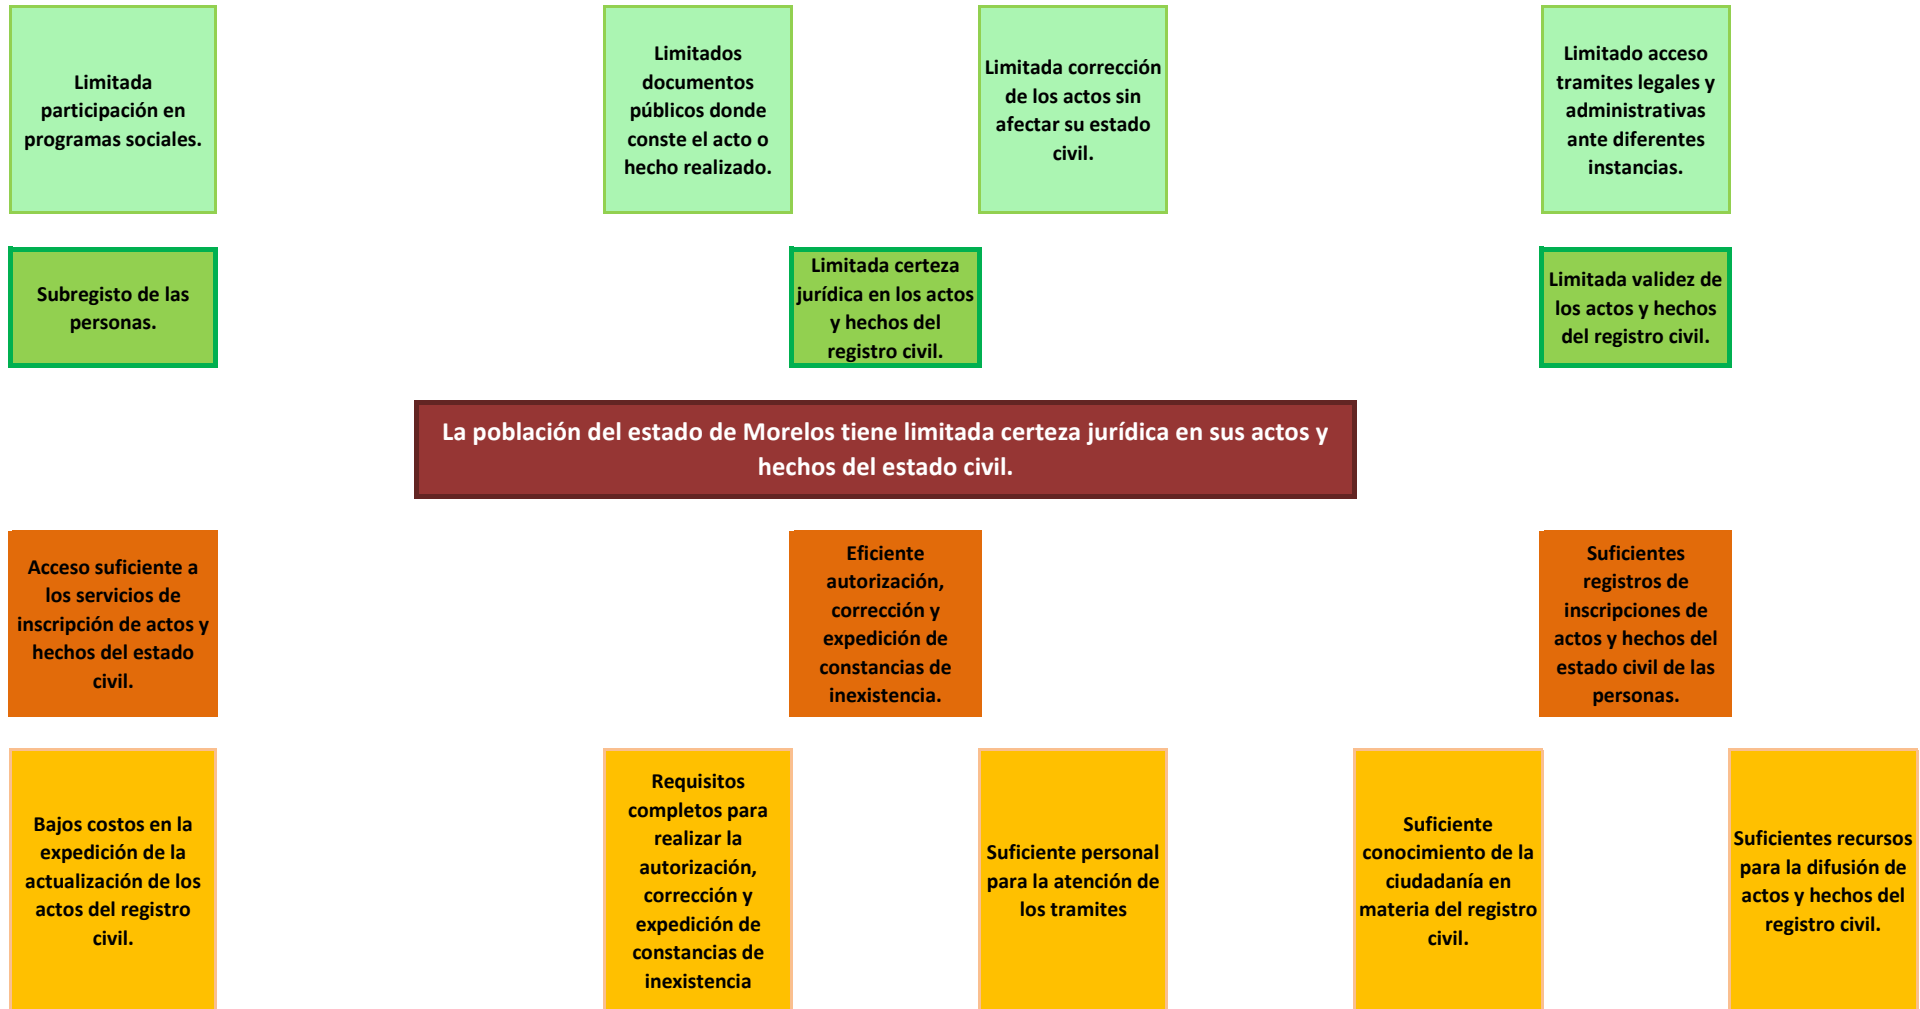 Limitada
participación en
programas sociales.
Limitados
documentos
públicos donde
conste el acto o
hecho realizado.
Limitada corrección
de los actos sin
afectar su estado
civil.
Limitado acceso
tramites legales y
administrativas
ante diferentes
instancias.
Subregisto de las
personas.
Limitada certeza
jurídica en los actos
y hechos del
registro civil.
Limitada validez de
los actos y hechos
del registro civil.
La población del estado de Morelos tiene limitada certeza jurídica en sus actos y
hechos del estado civil.
Acceso suficiente a
los servicios de
inscripción de actos y
hechos del estado
civil.
Eficiente
autorización,
corrección y
expedición de
constancias de
inexistencia.
Suficientes
registros de
inscripciones de
actos y hechos del
estado civil de las
personas.
Bajos costos en la
expedición de la
actualización de los
actos del registro
civil.
Requisitos
completos para
realizar la
autorización,
corrección y
expedición de
constancias de
inexistencia
Suficiente personal
para la atención de
los tramites
Suficiente
conocimiento de la
ciudadanía en
materia del registro
civil.
Suficientes recursos
para la difusión de
actos y hechos del
registro civil.